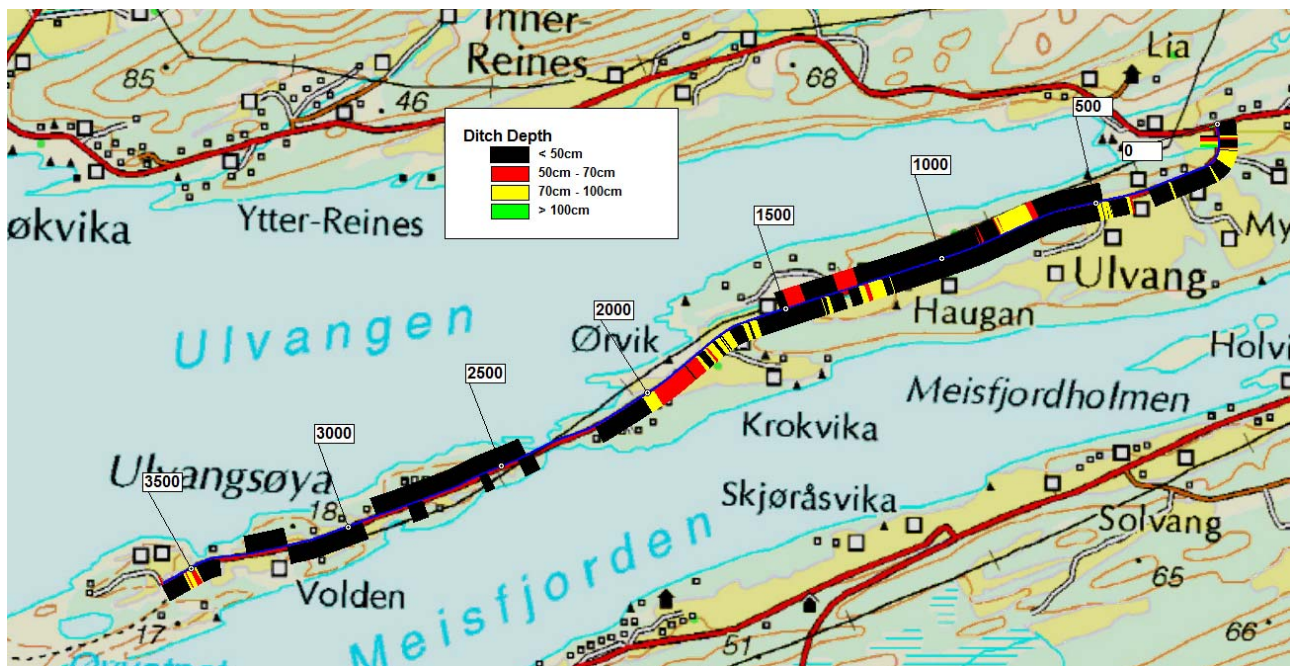 Inner-
Reines
85
46
68
Lia
500
0
1000
1500
2000
2500
3000
3500
Ditch Depth
< 50cm
50cm - 70cm
70cm - 100cm
> 100cm
økvika
Ytter-Reines
My
Ulvang
Haugan
Ulvangen
Ørvik
Holvi
Meisfjordholmen
Krokvika
Ulvangsøya
18
Skjøråsvika
Solvang
65
Volden
Meisfjorden
17
51
66